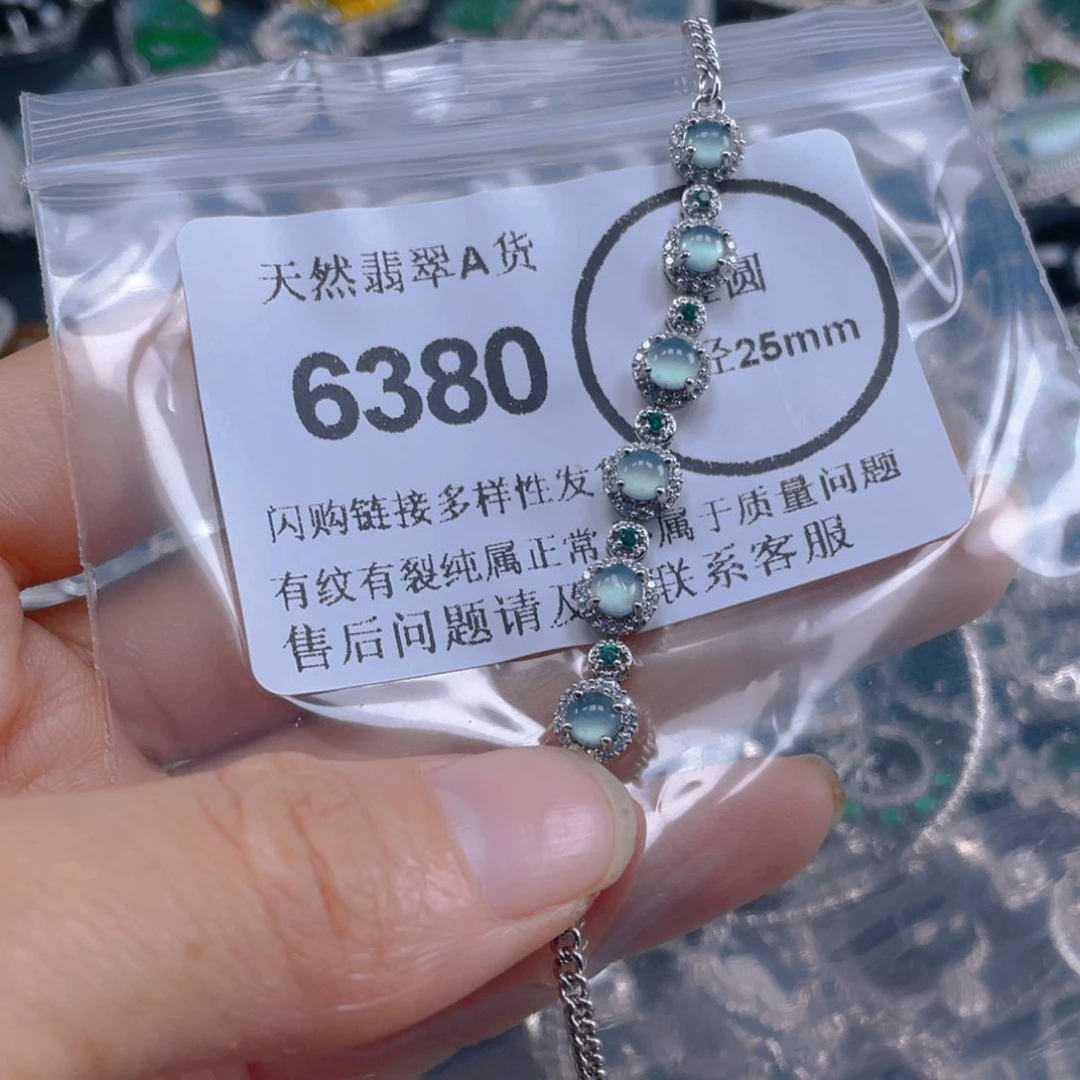 天然翡翠A货
6380
圆
径25mm
闪购链接多样性发
有纹有裂纯属正常 属于质量问题
售后问题请 联系客服